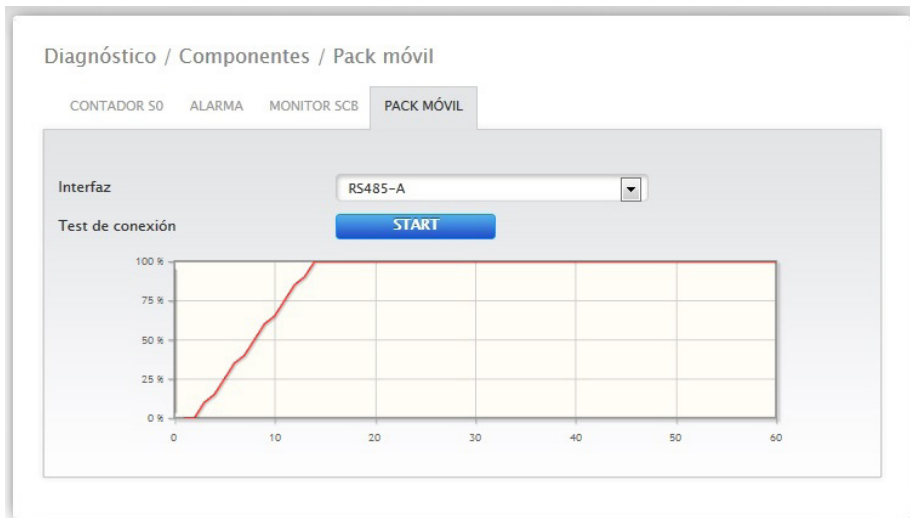 Diagnóstico / Componentes / Pack móvil
CONTADOR S0 ALARMA MONITOR SCB PACK MÓVIL
Interfaz RS485-A
Test de conexión START
100 %
75 %
50 %
25 %
0 %
0 10 20 30 40 50 60